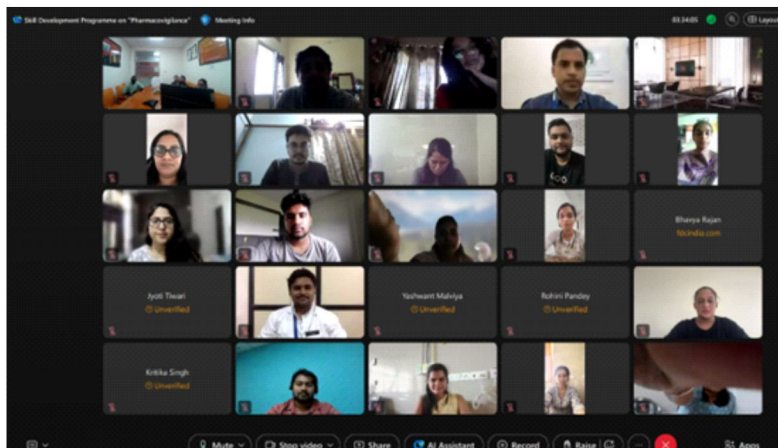 Skill Development Programme on "Pharmacovigilance" Meeting Info
03:34:05 Layout
Bhavya Rajan
fdcindia.com
Jyoti Tiwari
Unverified
Yashwant Malviya
Unverified
Rohini Pandey
Unverified
Kritika Singh
Unverified
Mute Stop video Share AI Assistant Record Raise Apps